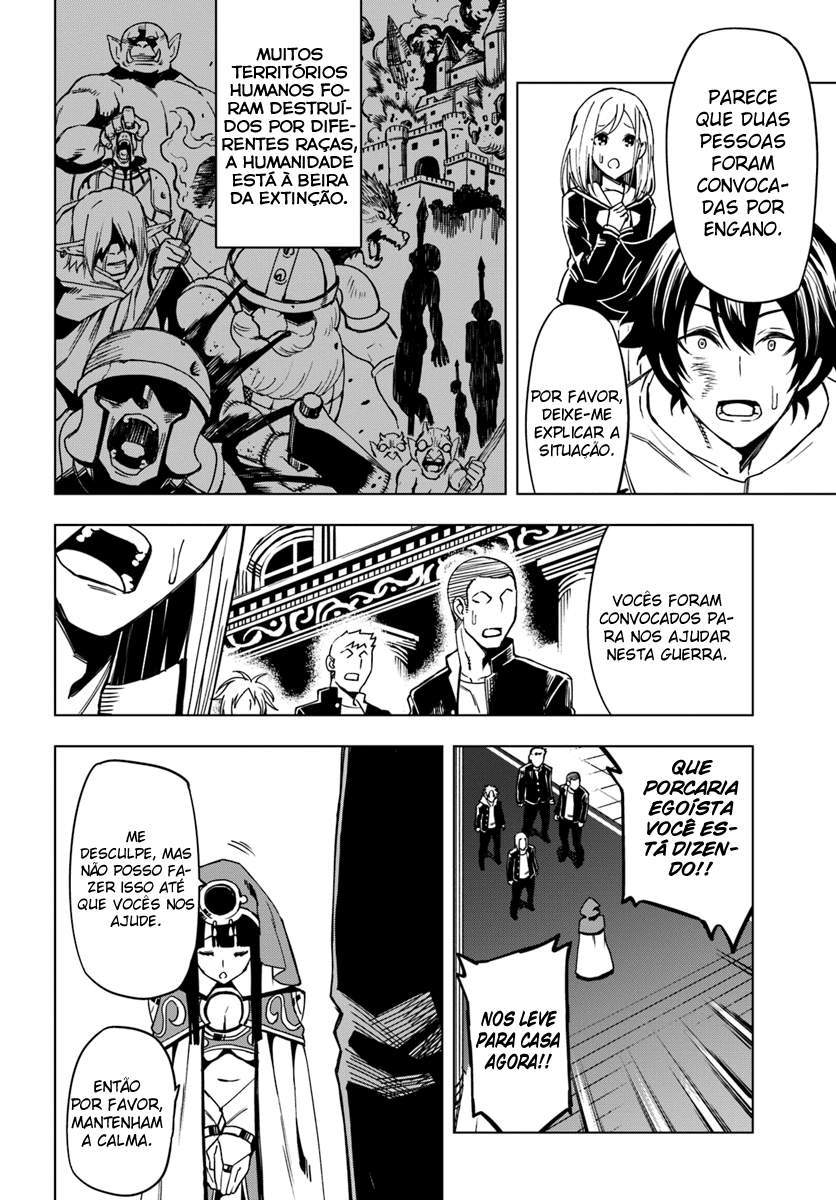 PARECE
QUE DUAS
PESSOAS
FORAM
CONVOCA-
DAS POR
ENGANO.
POR FAVOR,
DEIXE-ME
EXPLICAR A
SITUAÇÃO.
MUITOS
TERRITÓRIOS
HUMANOS FO-
RAM DESTRUÍ-
DOS POR DIFE-
RENTES RAÇAS,
A HUMANIDADE
ESTÁ À BEIRA
DA EXTINÇÃO.
VOCÊS FORAM
CONVOCADOS PA-
RA NOS AJUDAR
NESTA GUERRA.
QUE
PORCARIA
EGOÍSTA
VOCÊ ES-
TÁ DIZEN-
DO!!
NOS LEVE
PARA CASA
AGORA!!
ME
DESCULPE, MAS
NÃO POSSO FA-
ZER ISSO ATÉ
QUE VOCÊS NOS
AJUDE.
ENTÃO
POR FAVOR,
MANTENHAM
A CALMA.